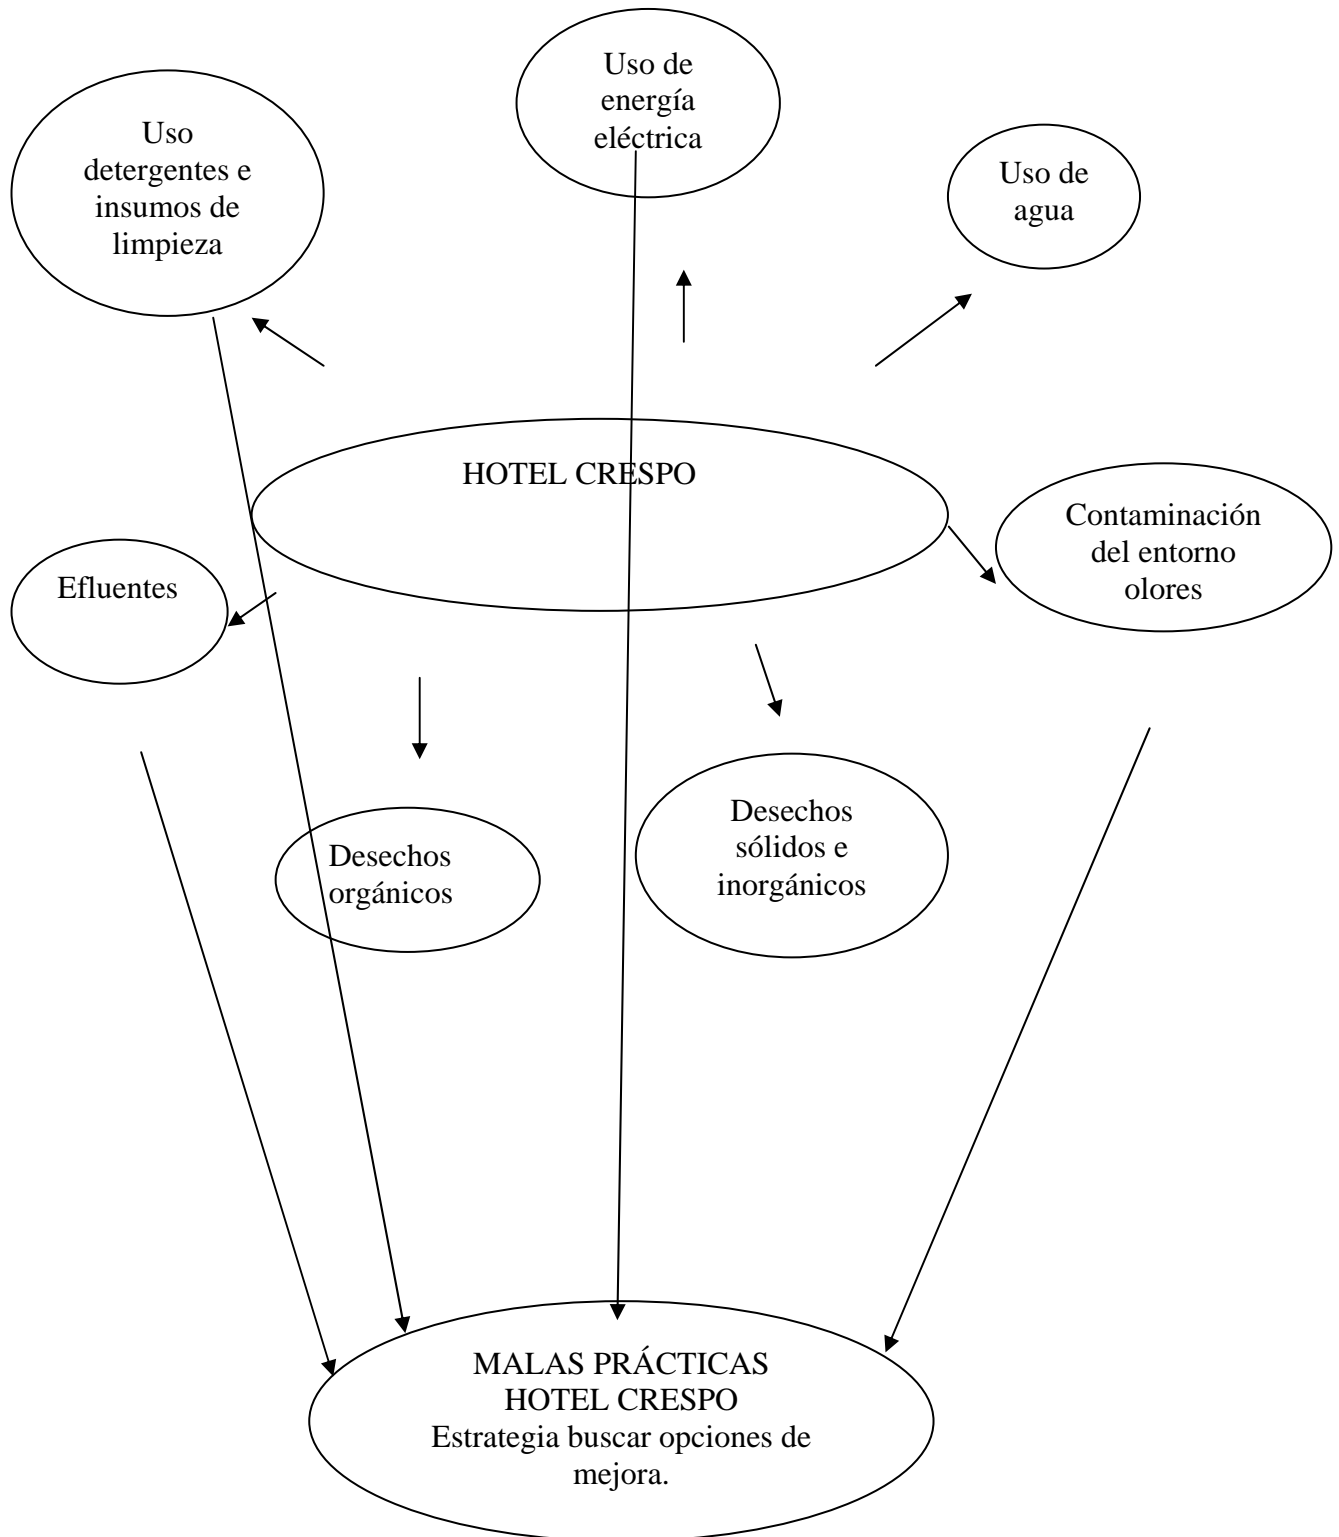 Uso de
energía
eléctrica
Uso
detergentes e
insumos de
limpieza
Uso de
agua
HOTEL CRESPO
Contaminación
del entorno
olores
Efluentes
Desechos
orgánicos
Desechos
sólidos e
inorgánicos
MALAS PRÁCTICAS
HOTEL CRESPO
Estrategia buscar opciones de
mejora.